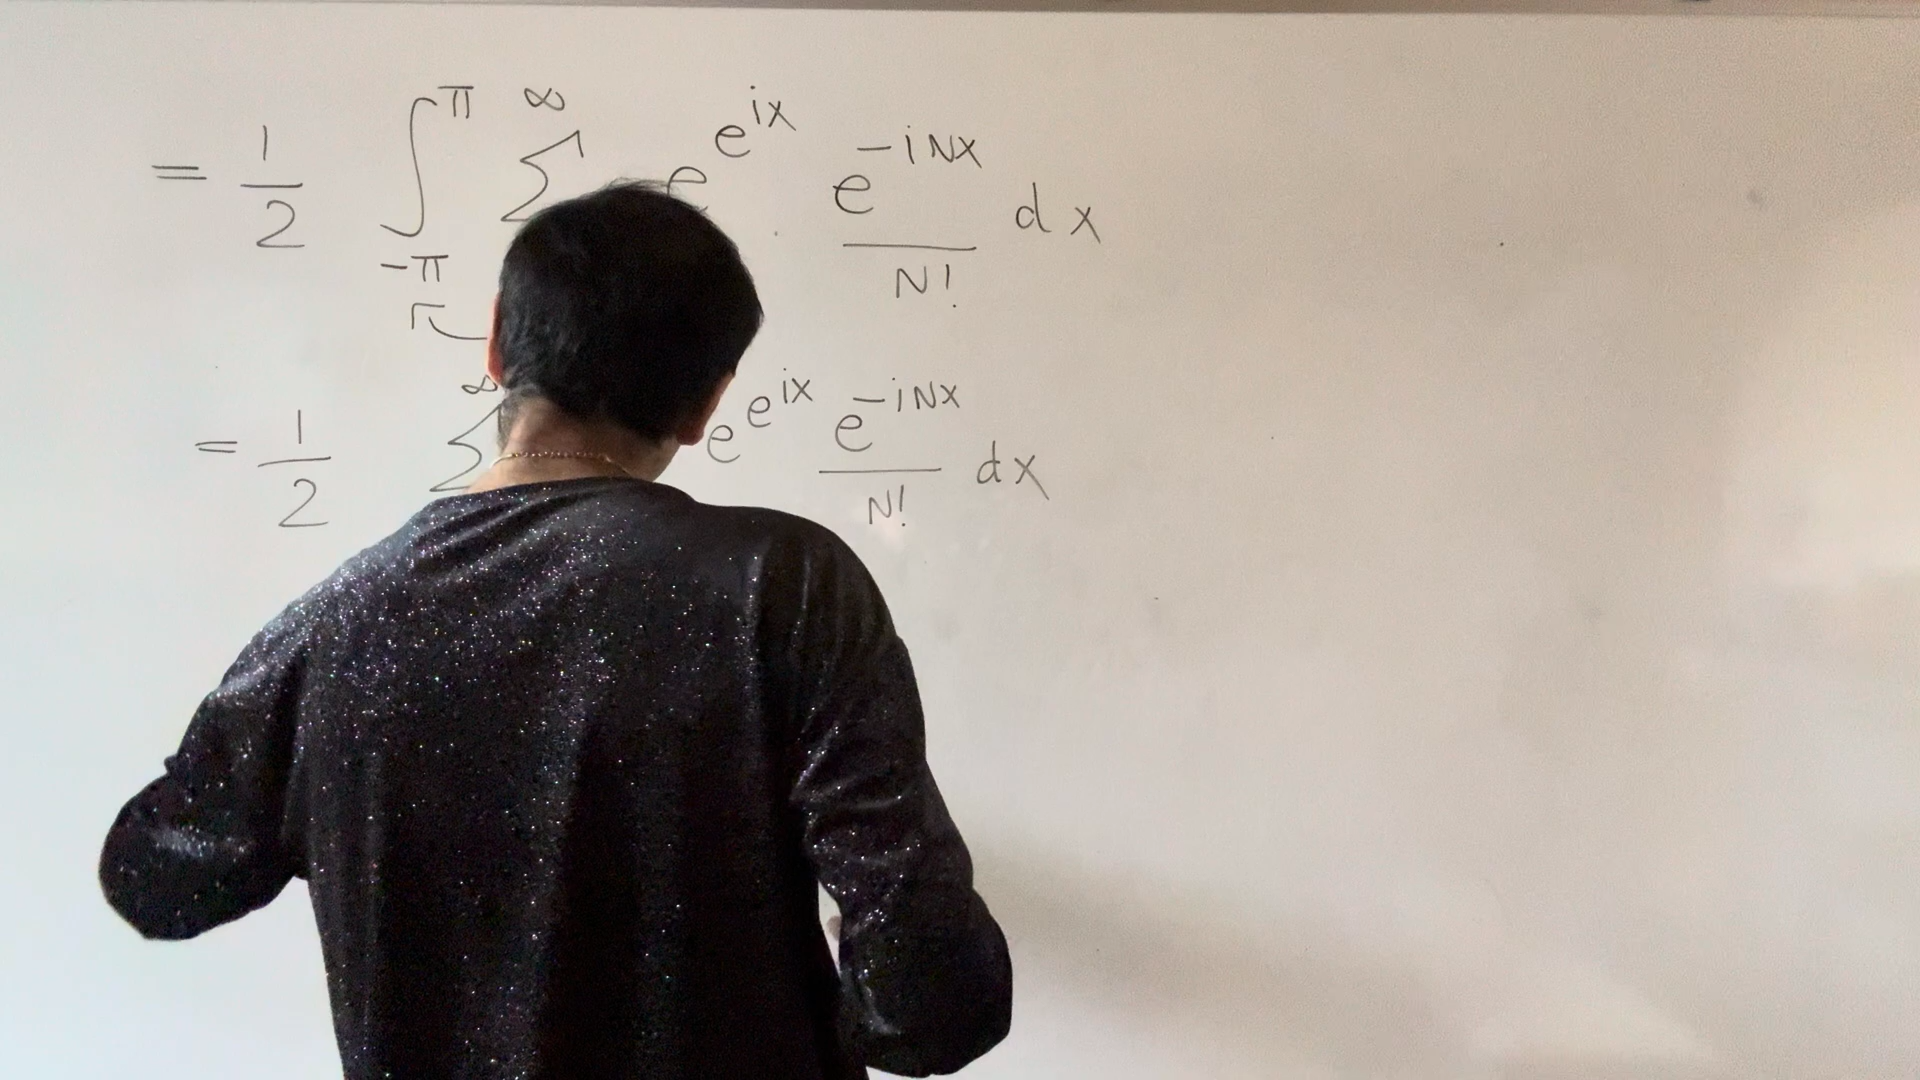 = 1/2 ∫_{-π}^{π} ∑^{∞} e^{e^{ix}} e^{-iNx}/N! dx
= 1/2 ∑^{∞} e^{e^{ix}} e^{-iNx}/N! dx